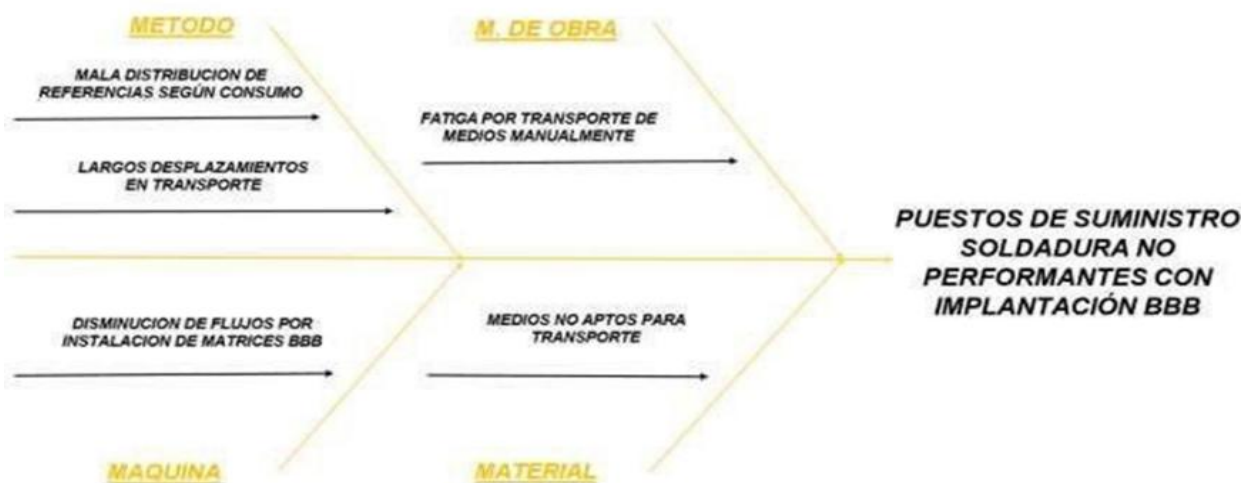 METODO
MALA DISTRIBUCION DE
REFERENCIAS SEGÚN CONSUMO
LARGOS DESPLAZAMIENTOS
EN TRANSPORTE
M. DE OBRA
FATIGA POR TRANSPORTE DE
MEDIOS MANUALMENTE
DISMINUCION DE FLUJOS POR
INSTALACION DE MATRICES BBB
MAQUINA
MEDIOS NO APTOS PARA
TRANSPORTE
MATERIAL
PUESTOS DE SUMINISTRO
SOLDADURA NO
PERFORMANTES CON
IMPLANTACIÓN BBB